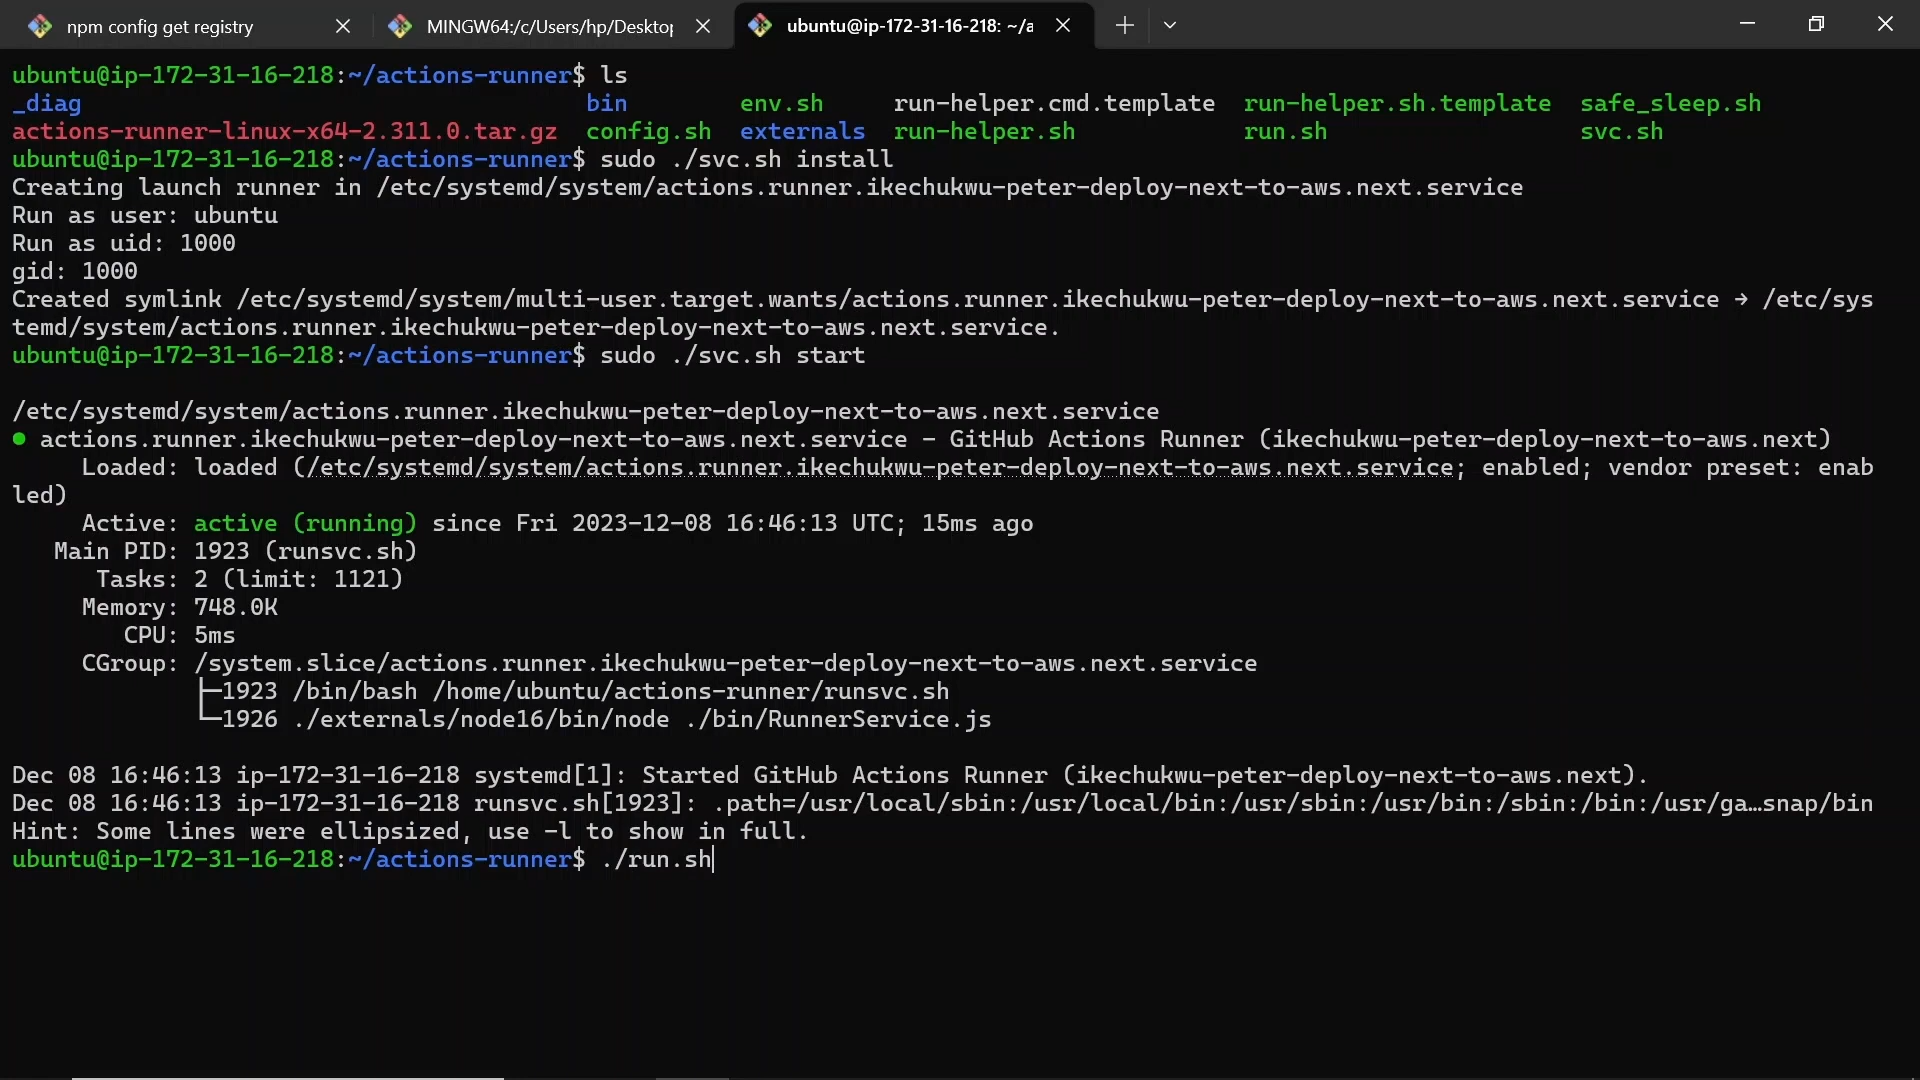 npm config get registry
MINGW64:/c/Users/hp/Desktop
ubuntu@ip-172-31-16-218: ~/a
ubuntu@ip-172-31-16-218:~/actions-runner$ ls
_diag bin env.sh run-helper.cmd.template run-helper.sh.template safe_sleep.sh
actions-runner-linux-x64-2.311.0.tar.gz config.sh externals run-helper.sh run.sh svc.sh
ubuntu@ip-172-31-16-218:~/actions-runner$ sudo ./svc.sh install
Creating launch runner in /etc/systemd/system/actions.runner.ikechukwu-peter-deploy-next-to-aws.next.service
Run as user: ubuntu
Run as uid: 1000
gid: 1000
Created symlink /etc/systemd/system/multi-user.target.wants/actions.runner.ikechukwu-peter-deploy-next-to-aws.next.service → /etc/sys
temd/system/actions.runner.ikechukwu-peter-deploy-next-to-aws.next.service.
ubuntu@ip-172-31-16-218:~/actions-runner$ sudo ./svc.sh start
/etc/systemd/system/actions.runner.ikechukwu-peter-deploy-next-to-aws.next.service
● actions.runner.ikechukwu-peter-deploy-next-to-aws.next.service - GitHub Actions Runner (ikechukwu-peter-deploy-next-to-aws.next)
Loaded: loaded (/etc/systemd/system/actions.runner.ikechukwu-peter-deploy-next-to-aws.next.service; enabled; vendor preset: enab
led)
Active: active (running) since Fri 2023-12-08 16:46:13 UTC; 15ms ago
Main PID: 1923 (runsvc.sh)
Tasks: 2 (limit: 1121)
Memory: 748.0K
CPU: 5ms
CGroup: /system.slice/actions.runner.ikechukwu-peter-deploy-next-to-aws.next.service
├─1923 /bin/bash /home/ubuntu/actions-runner/runsvc.sh
└─1926 ./externals/node16/bin/node ./bin/RunnerService.js
Dec 08 16:46:13 ip-172-31-16-218 systemd[1]: Started GitHub Actions Runner (ikechukwu-peter-deploy-next-to-aws.next).
Dec 08 16:46:13 ip-172-31-16-218 runsvc.sh[1923]: .path=/usr/local/sbin:/usr/local/bin:/usr/sbin:/usr/bin:/sbin:/bin:/usr/ga…snap/bin
Hint: Some lines were ellipsized, use -l to show in full.
ubuntu@ip-172-31-16-218:~/actions-runner$ ./run.sh